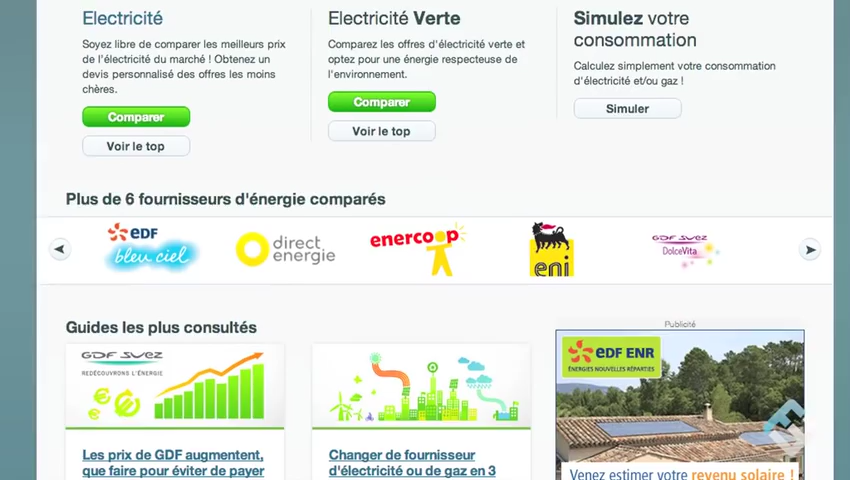 Electricité
Soyez libre de comparer les meilleurs prix
de l'électricité du marché ! Obtenez un
devis personnalisé des offres les moins
chères.
Comparer
Voir le top
Electricité Verte
Comparez les offres d'électricité verte et
optez pour une énergie respecteuse de
l'environnement.
Comparer
Voir le top
Simulez votre
consommation
Calculez simplement votre consommation
d'électricité et/ou gaz !
Simuler
Plus de 6 fournisseurs d'énergie comparés
eDF
bleu ciel
direct
energie
enercoop
eni
GDF SUEZ
DolceVita
Guides les plus consultés
GDF SUEZ
REDÉCOUVRONS L'ÉNERGIE
Les prix de GDF augmentent,
que faire pour éviter de payer
Changer de fournisseur
d'électricité ou de gaz en 3
Publicité
eDF ENR
ÉNERGIES NOUVELLES RÉPARTIES
Venez estimer votre revenu solaire !